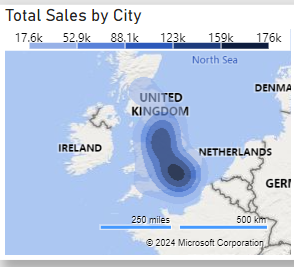 Total Sales by City
17.6k 52.9k 88.1k 123k 159k 176k
North Sea
DENMA
UNITED
KINGDOM
IRELAND
NETHERLANDS
GERN
250 miles 500 km
© 2024 Microsoft Corporation